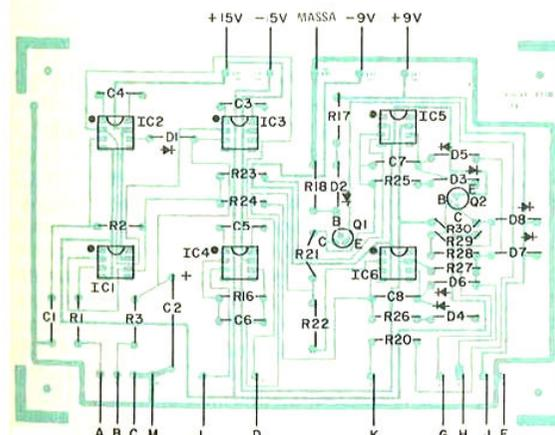 +15V -5V MASSA -9V +9V
C4
C3
IC2
D1
IC3
R17
IC5
C7
D5
R23
R18 D2
R25
D3
E
B
Q2
R24
C
D8
R2
C5
B
Q1
R30
C
E
R29
IC4
R21
R28
D7
IC1
IC6
R27
D6
+
C1
R1
R3
C2
R16
C8
C6
R22
R26
D4
R20
A B C M